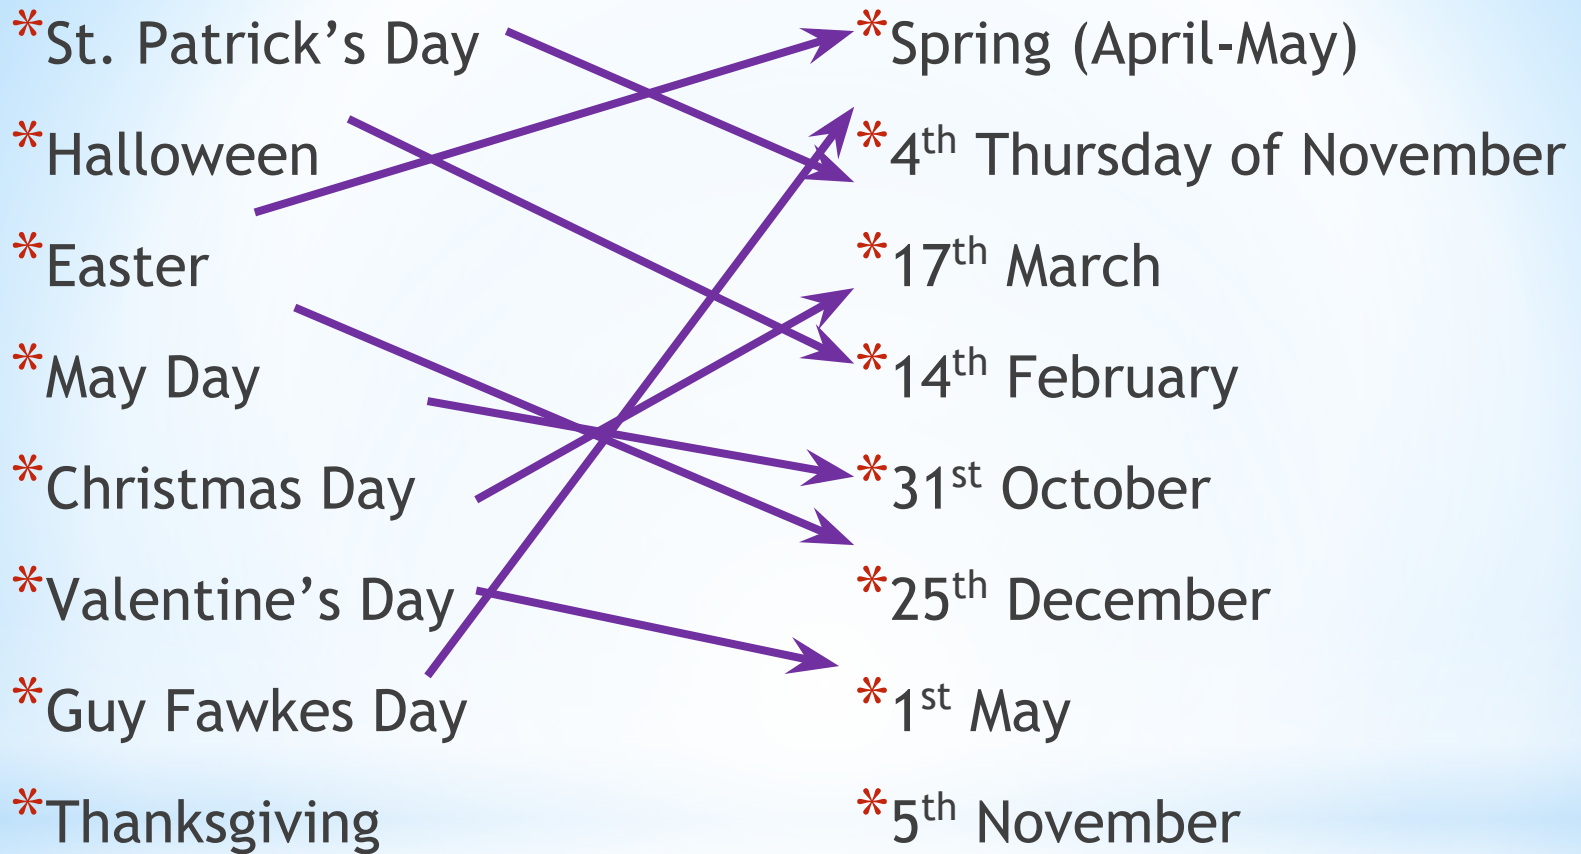 *St. Patrick’s Day
*Halloween
*Easter
*May Day
*Christmas Day
*Valentine’s Day
*Guy Fawkes Day
*Thanksgiving
*Spring (April-May)
*4th Thursday of November
*17th March
*14th February
*31st October
*25th December
*1st May
*5th November